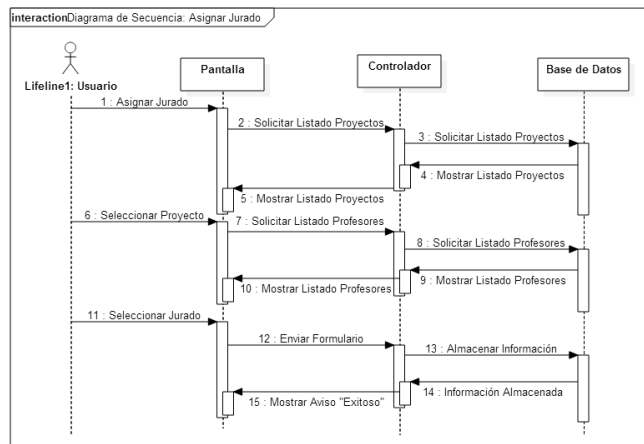 interactionDiagrama de Secuencia: Asignar Jurado
Lifeline1: Usuario
Pantalla
Controlador
Base de Datos
1 : Asignar Jurado
2 : Solicitar Listado Proyectos
3 : Solicitar Listado Proyectos
4 : Mostrar Listado Proyectos
5 : Mostrar Listado Proyectos
6 : Seleccionar Proyecto
7 : Solicitar Listado Profesores
8 : Solicitar Listado Profesores
9 : Mostrar Listado Profesores
10 : Mostrar Listado Profesores
11 : Seleccionar Jurado
12 : Enviar Formulario
13 : Almacenar Información
14 : Información Almacenada
15 : Mostrar Aviso "Exitoso"